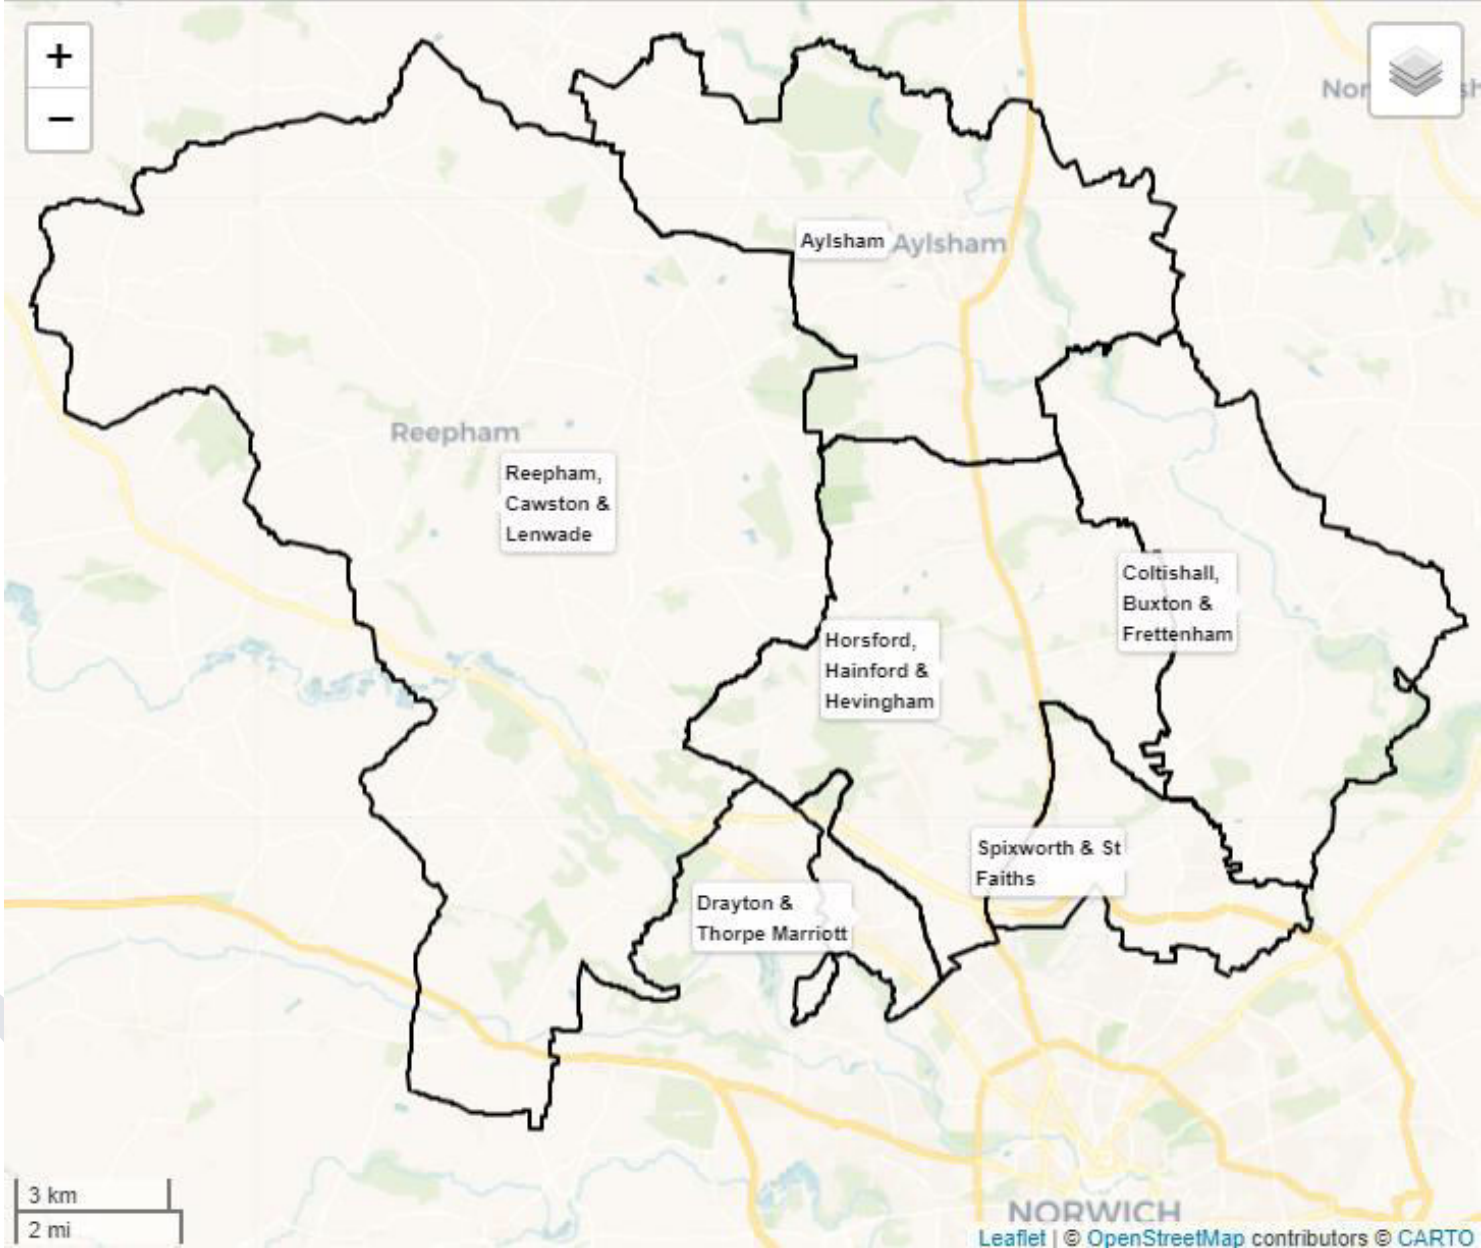 +
−
Aylsham
Aylsham
Reepham
Reepham,
Cawston &
Lenwade
Coltishall,
Buxton &
Frettenham
Horsford,
Hainford &
Hevingham
Spixworth & St
Faiths
Drayton &
Thorpe Marriott
3 km
2 mi
NORWICH
Leaflet | © OpenStreetMap contributors © CARTO